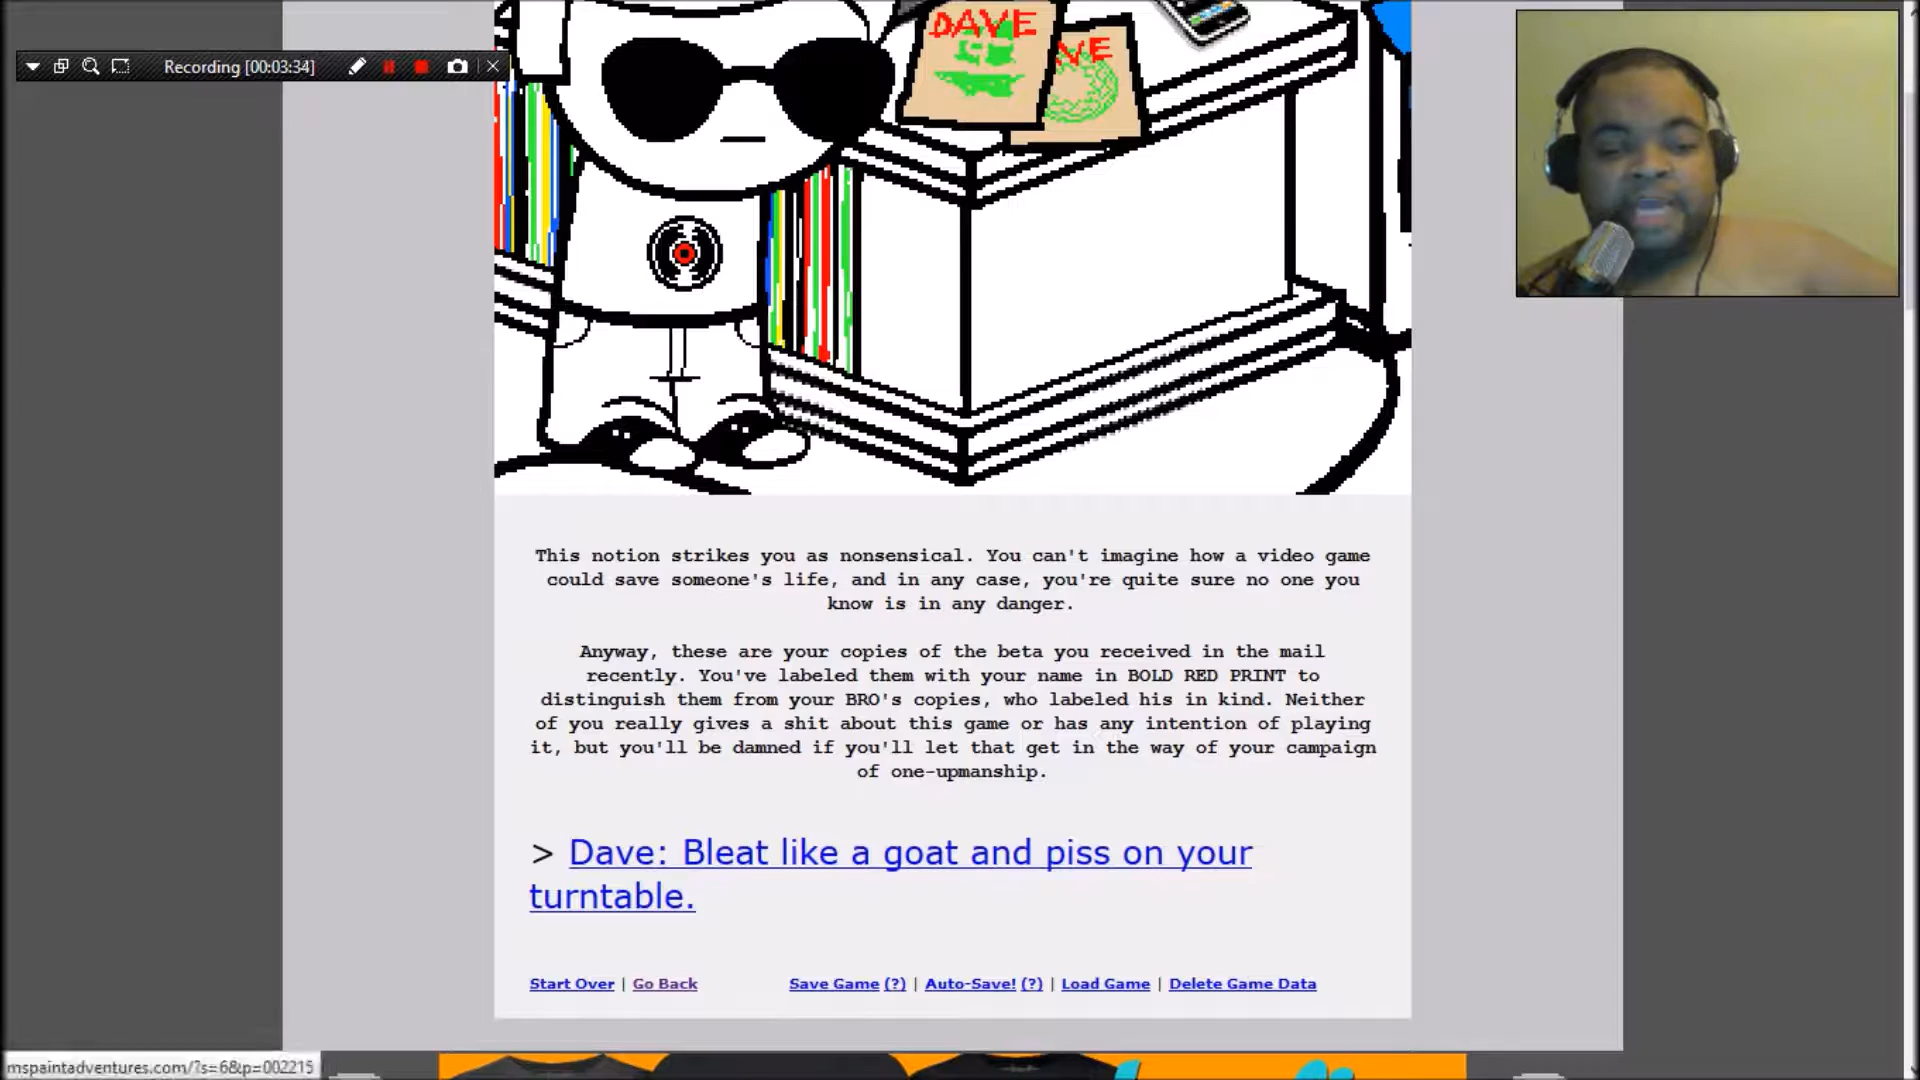 DAVE
VE
Recording [00:03:34]
This notion strikes you as nonsensical. You can't imagine how a video game
could save someone's life, and in any case, you're quite sure no one you
know is in any danger.
Anyway, these are your copies of the beta you received in the mail
recently. You've labeled them with your name in BOLD RED PRINT to
distinguish them from your BRO's copies, who labeled his in kind. Neither
of you really gives a shit about this game or has any intention of playing
it, but you'll be damned if you'll let that get in the way of your campaign
of one-upmanship.
> Dave: Bleat like a goat and piss on your
turntable.
Start Over | Go Back Save Game (?) | Auto-Save! (?) | Load Game | Delete Game Data
mspaintadventures.com/?s=6&p=002215